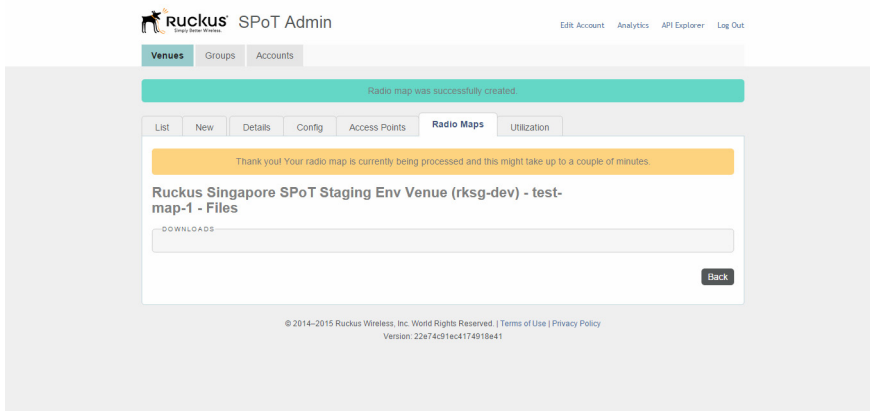 Ruckus SPoT Admin
Simply Better Wireless.
Edit Account Analytics API Explorer Log Out
Venues Groups Accounts
Radio map was successfully created.
List New Details Config Access Points Radio Maps Utilization
Thank you! Your radio map is currently being processed and this might take up to a couple of minutes.
Ruckus Singapore SPoT Staging Env Venue (rksg-dev) - test-
map-1 - Files
DOWNLOADS
Back
© 2014–2015 Ruckus Wireless, Inc. World Rights Reserved. | Terms of Use | Privacy Policy
Version: 22e74c91ec4174918e41